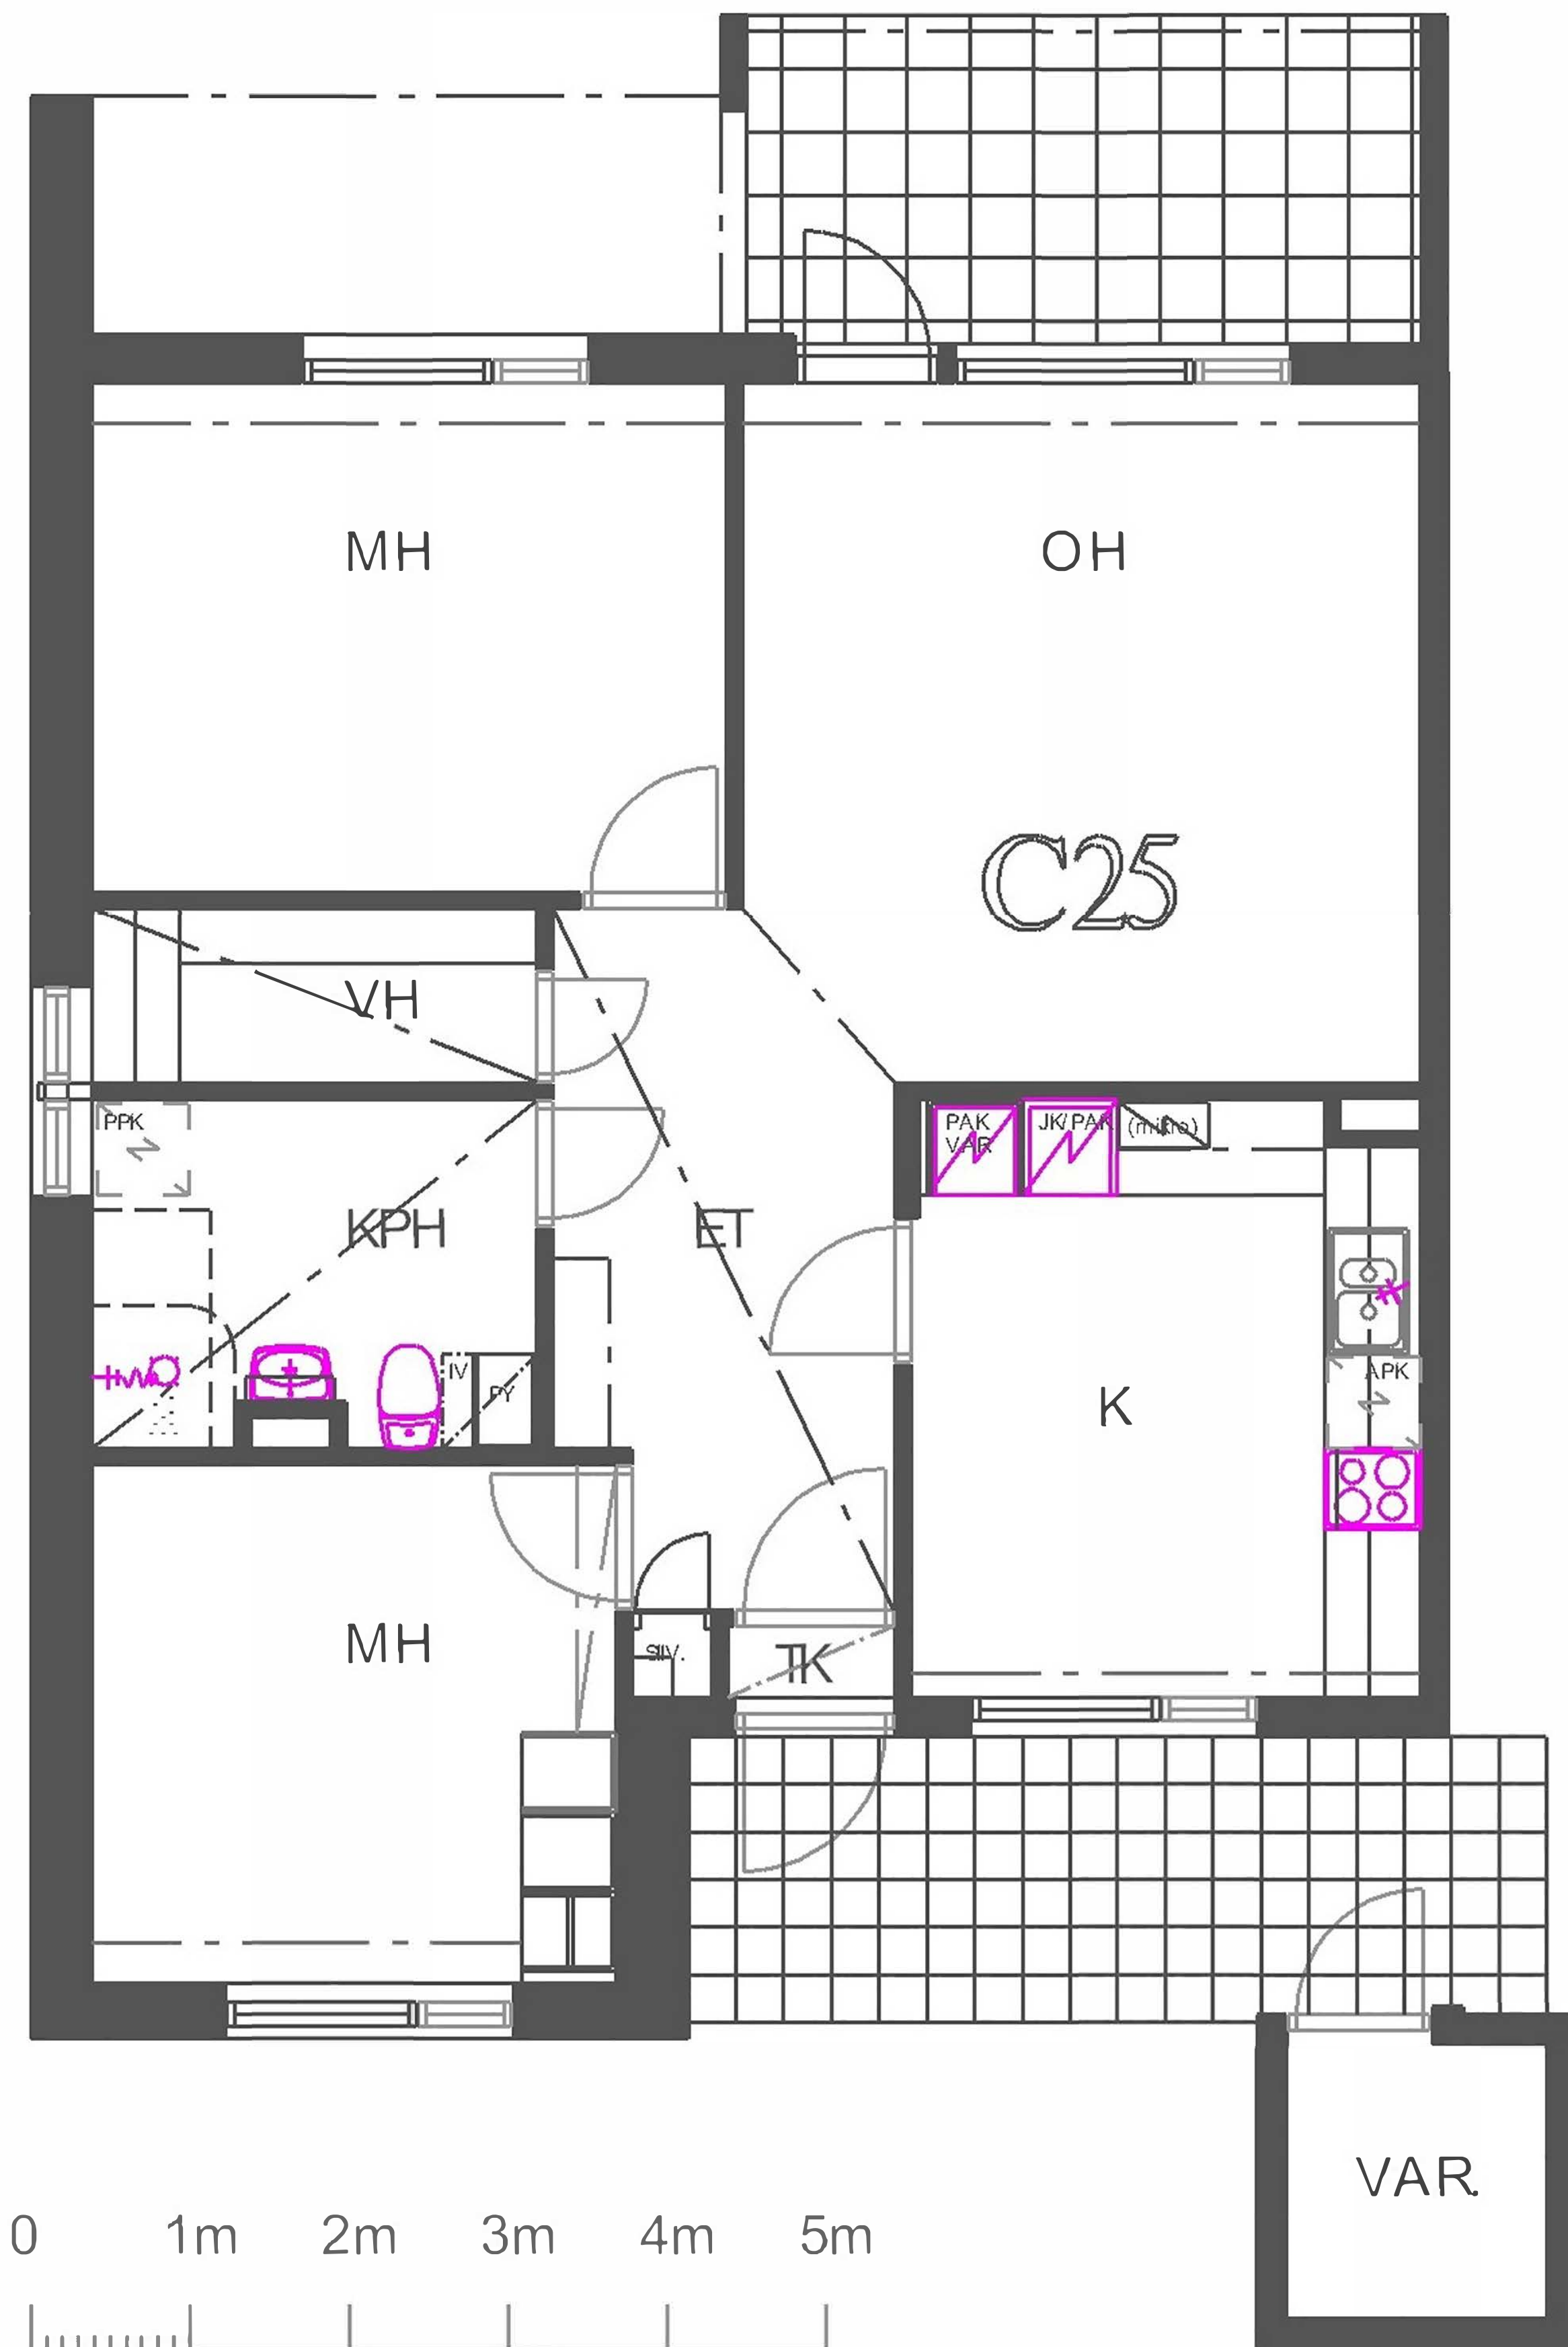 MH
OH
C25
VH
PPK
PAK
VAR
JK/PAK
(mikro)
KPH
ET
IV
PY
APK
K
MH
SIIV.
TK
VAR.
0 1m 2m 3m 4m 5m